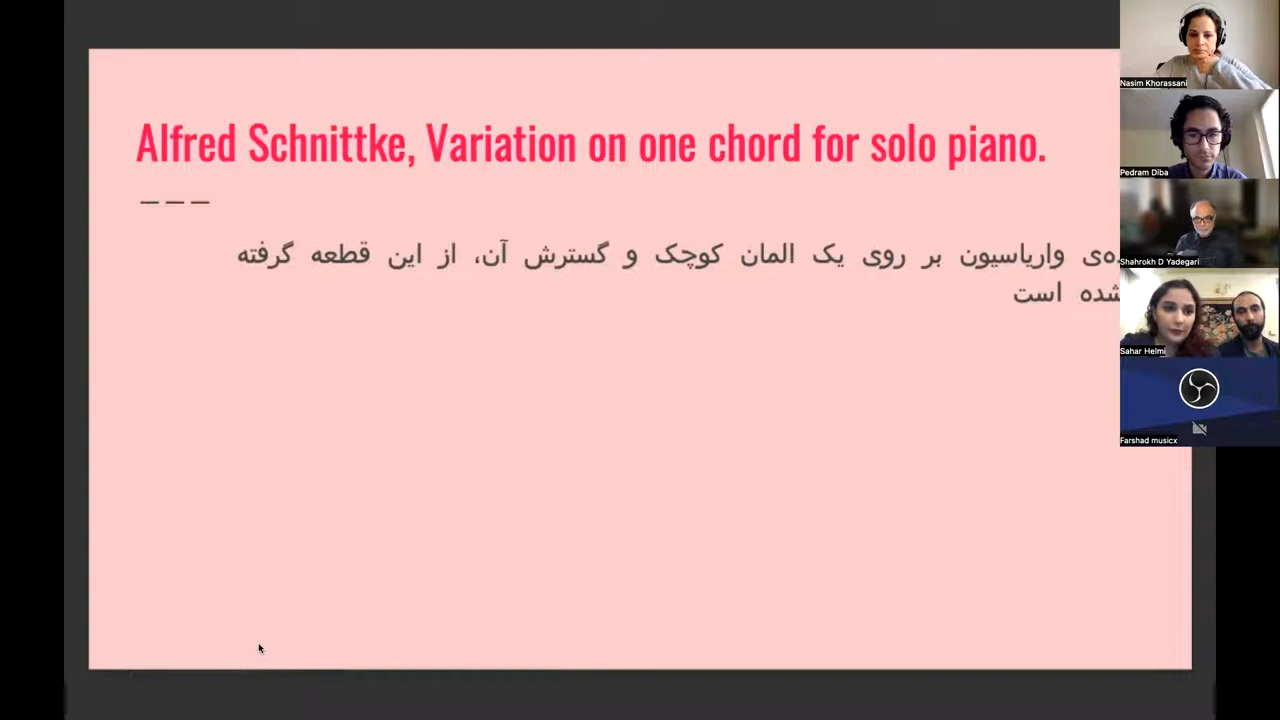 Alfred Schnittke, Variation on one chord for solo piano.
واریاسیون بر روی یک المان کوچک و گسترش آن، از این قطعه گرفته
شده است
Nasim Khorassani
Pedram Diba
Shahrokh D Yadegari
Sahar Helmi
Farshad musicx